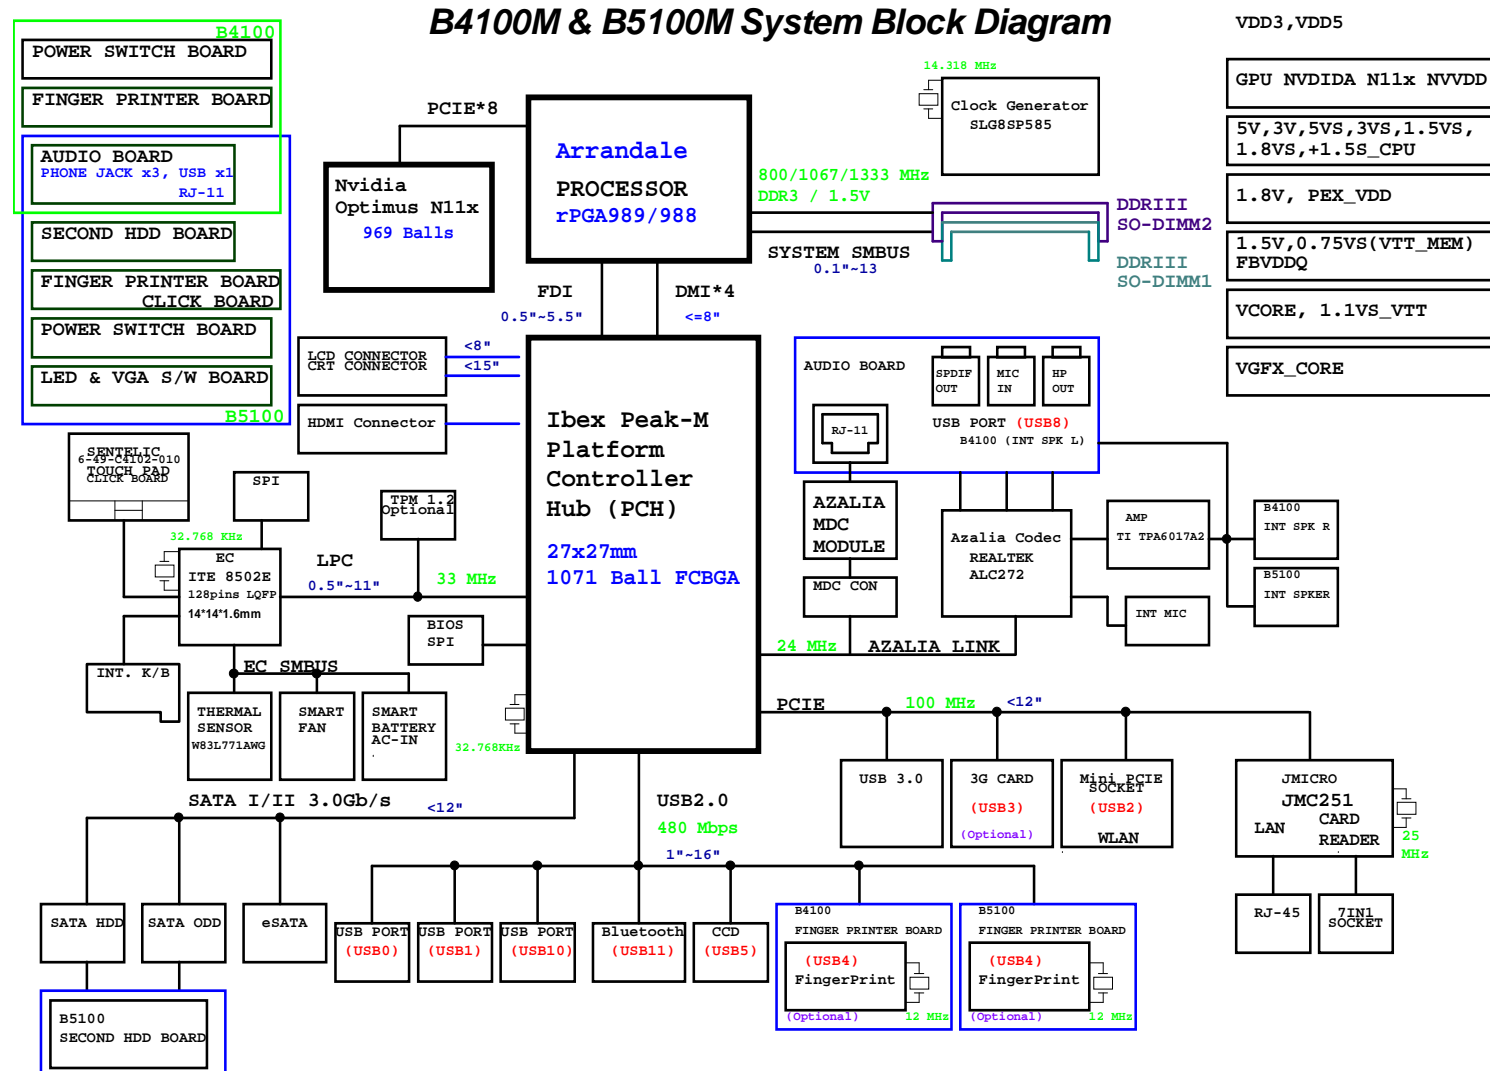 B4100M & B5100M System Block Diagram
B4100
POWER SWITCH BOARD
FINGER PRINTER BOARD
AUDIO BOARD
PHONE JACK x3, USB x1
RJ-11
SECOND HDD BOARD
FINGER PRINTER BOARD
CLICK BOARD
POWER SWITCH BOARD
LED & VGA S/W BOARD
B5100
PCIE*8
Nvidia
Optimus N11x
969 Balls
Arrandale
PROCESSOR
rPGA989/988
14.318 MHz
Clock Generator
SLG8SP585
800/1067/1333 MHz
DDR3 / 1.5V
SYSTEM SMBUS
0.1"~13
DDRIII
SO-DIMM2
DDRIII
SO-DIMM1
VDD3,VDD5
GPU NVDIDA N11x NVVDD
5V,3V,5VS,3VS,1.5VS,
1.8VS,+1.5S_CPU
1.8V, PEX_VDD
1.5V,0.75VS(VTT_MEM)
FBVDDQ
VCORE, 1.1VS_VTT
VGFX_CORE
FDI
0.5"~5.5"
DMI*4
<=8"
LCD CONNECTOR
CRT CONNECTOR
<8"
<15"
HDMI Connector
Ibex Peak-M
Platform
Controller
Hub (PCH)
27x27mm
1071 Ball FCBGA
AUDIO BOARD
SPDIF
OUT
MIC
IN
HP
OUT
RJ-11
USB PORT (USB8)
B4100 (INT SPK L)
SENTELIC
6-49-C4102-010
TOUCH PAD
CLICK BOARD
SPI
TPM 1.2
Optional
32.768 KHz
EC
ITE 8502E
128pins LQFP
14*14*1.6mm
LPC
0.5"~11"
33 MHz
BIOS
SPI
AZALIA
MDC
MODULE
MDC CON
Azalia Codec
REALTEK
ALC272
AMP
TI TPA6017A2
B4100
INT SPK R
B5100
INT SPKER
INT MIC
24 MHz
AZALIA LINK
INT. K/B
EC SMBUS
THERMAL
SENSOR
W83L771AWG
SMART
FAN
SMART
BATTERY
AC-IN
32.768KHz
PCIE
100 MHz
<12"
USB 3.0
3G CARD
(USB3)
(Optional)
Mini PCIE
SOCKET
(USB2)
WLAN
JMICRO
JMC251
LAN
CARD
READER
25
MHz
RJ-45
7IN1
SOCKET
SATA I/II 3.0Gb/s
<12"
USB2.0
480 Mbps
1"~16"
SATA HDD
SATA ODD
eSATA
USB PORT
(USB0)
USB PORT
(USB1)
USB PORT
(USB10)
Bluetooth
(USB11)
CCD
(USB5)
B4100
FINGER PRINTER BOARD
(USB4)
FingerPrint
(Optional)
12 MHz
B5100
FINGER PRINTER BOARD
(USB4)
FingerPrint
(Optional)
12 MHz
B5100
SECOND HDD BOARD